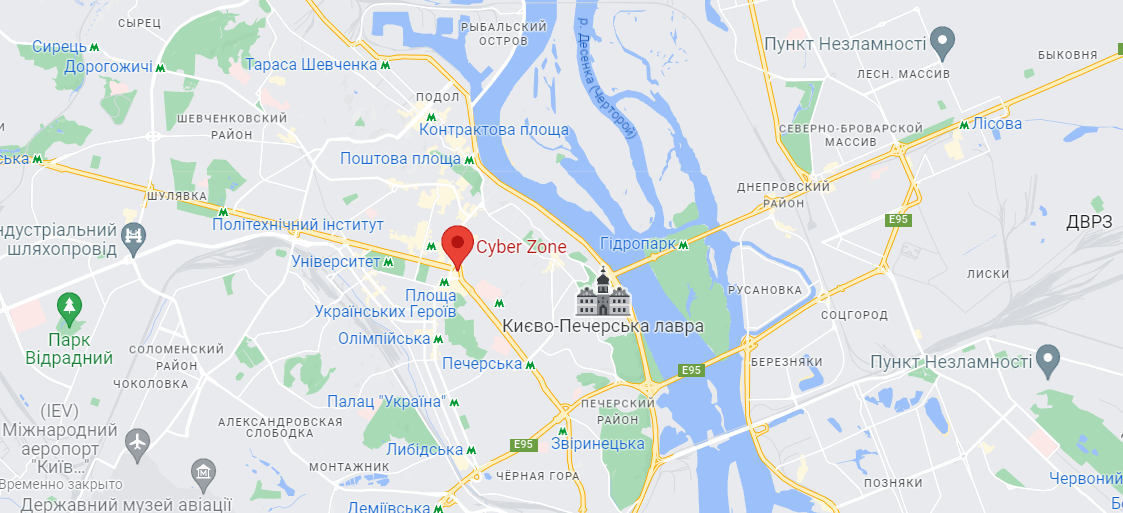 СЫРЕЦ
РЫБАЛЬСКИЙ
ОСТРОВ
р. Десенка (Черторой)
Сирець
Дорогожичі
Тараса Шевченка
Пункт Незламності
БЫКОВНЯ
ЛЕСН. МАССИВ
ПОДОЛ
ШЕВЧЕНКОВСКИЙ
РАЙОН
Контрактова площа
СЕВЕРНО-БРОВАРСКОЙ
МАССИВ
Лісова
И
ська
Поштова площа
ШУЛЯВКА
ДНЕПРОВСКИЙ
РАЙОН
Політехнічний інститут
E95
ДВРЗ
ндустріальний
шляхопровід
Cyber Zone
Гідропарк
Університет
ЛИСКИ
Площа
Українських Героїв
РУСАНОВКА
СОЦГОРОД
Києво-Печерська лавра
Парк
Відрадний
Олімпійська
СОЛОМЕНСКИЙ
РАЙОН
Печерська
БЕРЕЗНЯКИ
Пункт Незламності
E95
ЧОКОЛОВКА
Палац "Україна"
ПЕЧЕРСКИЙ
РАЙОН
(IEV)
Міжнародний
аеропорт
"Київ…"
Временно закрыто
АЛЕКСАНДРОВСКАЯ
СЛОБОДКА
Либідська
E95
Звіринецька
МОНТАЖНИК
ЧЁРНАЯ ГОРА
ПОЗНЯКИ
Червоний
Державний музей авіації
Деміївська
Бо